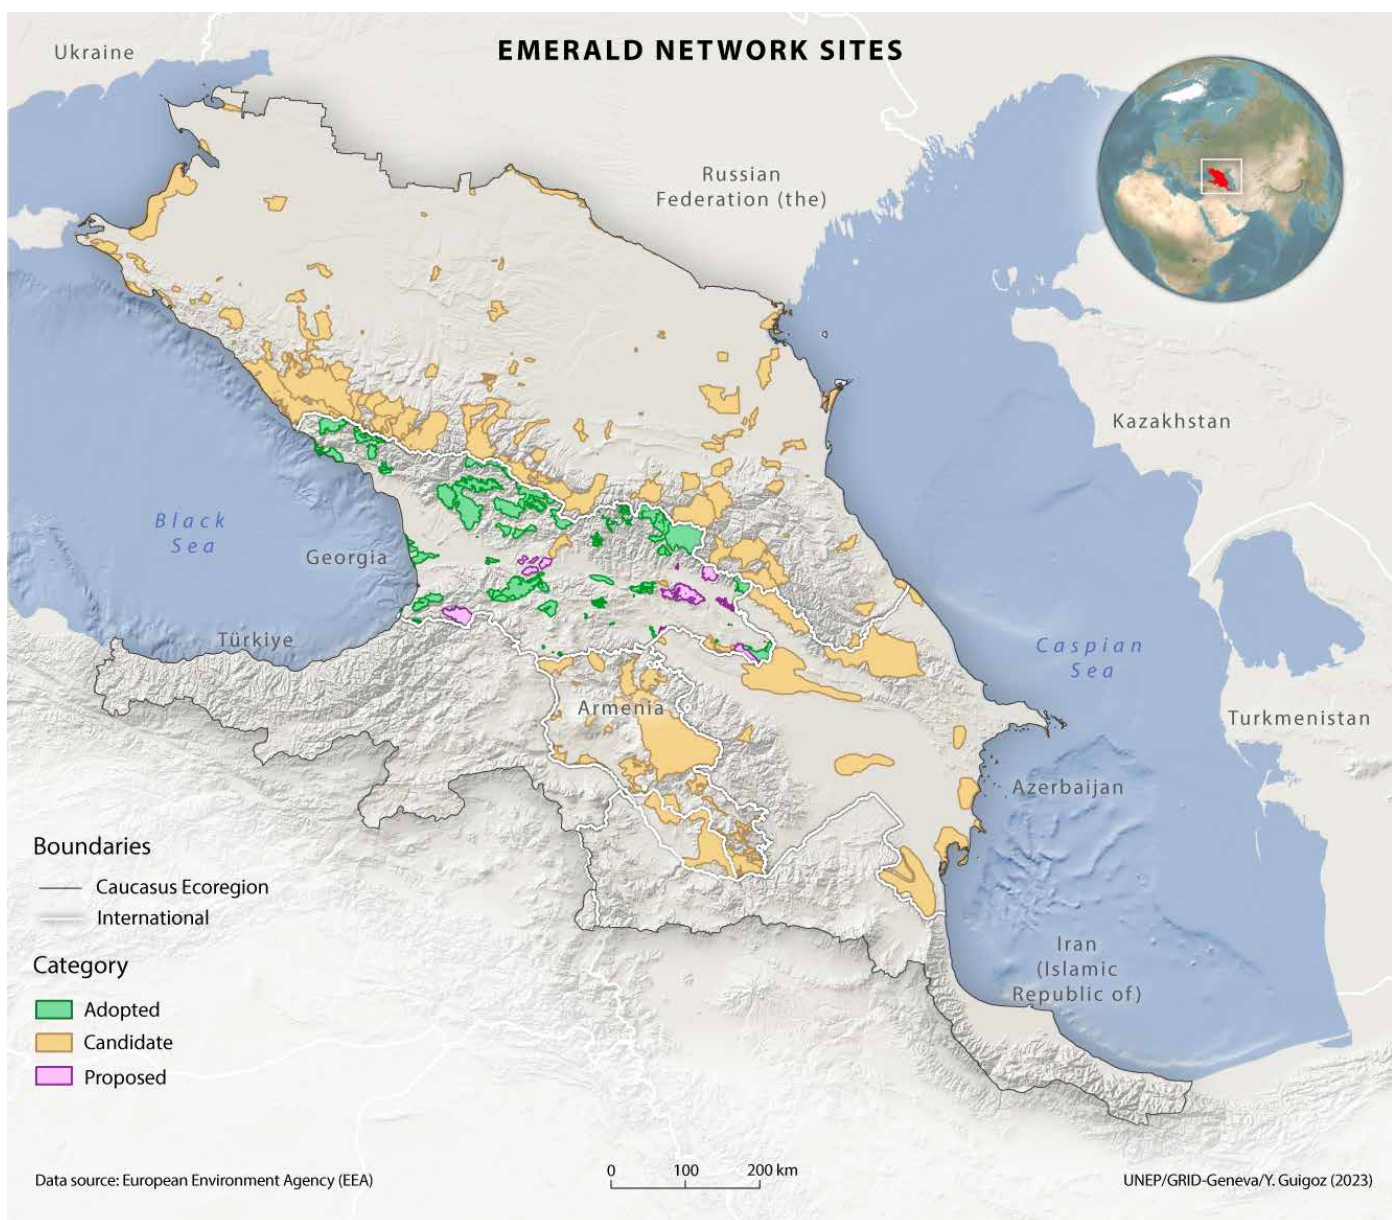 EMERALD NETWORK SITES
Ukraine
Russian
Federation (the)
Kazakhstan
Black
Sea
Georgia
Türkiye
Caspian
Sea
Armenia
Turkmenistan
Azerbaijan
Iran
(Islamic
Republic of)
Boundaries
Caucasus Ecoregion
International
Category
Adopted
Candidate
Proposed
0 100 200 km
Data source: European Environment Agency (EEA)
UNEP/GRID-Geneva/Y. Guigoz (2023)